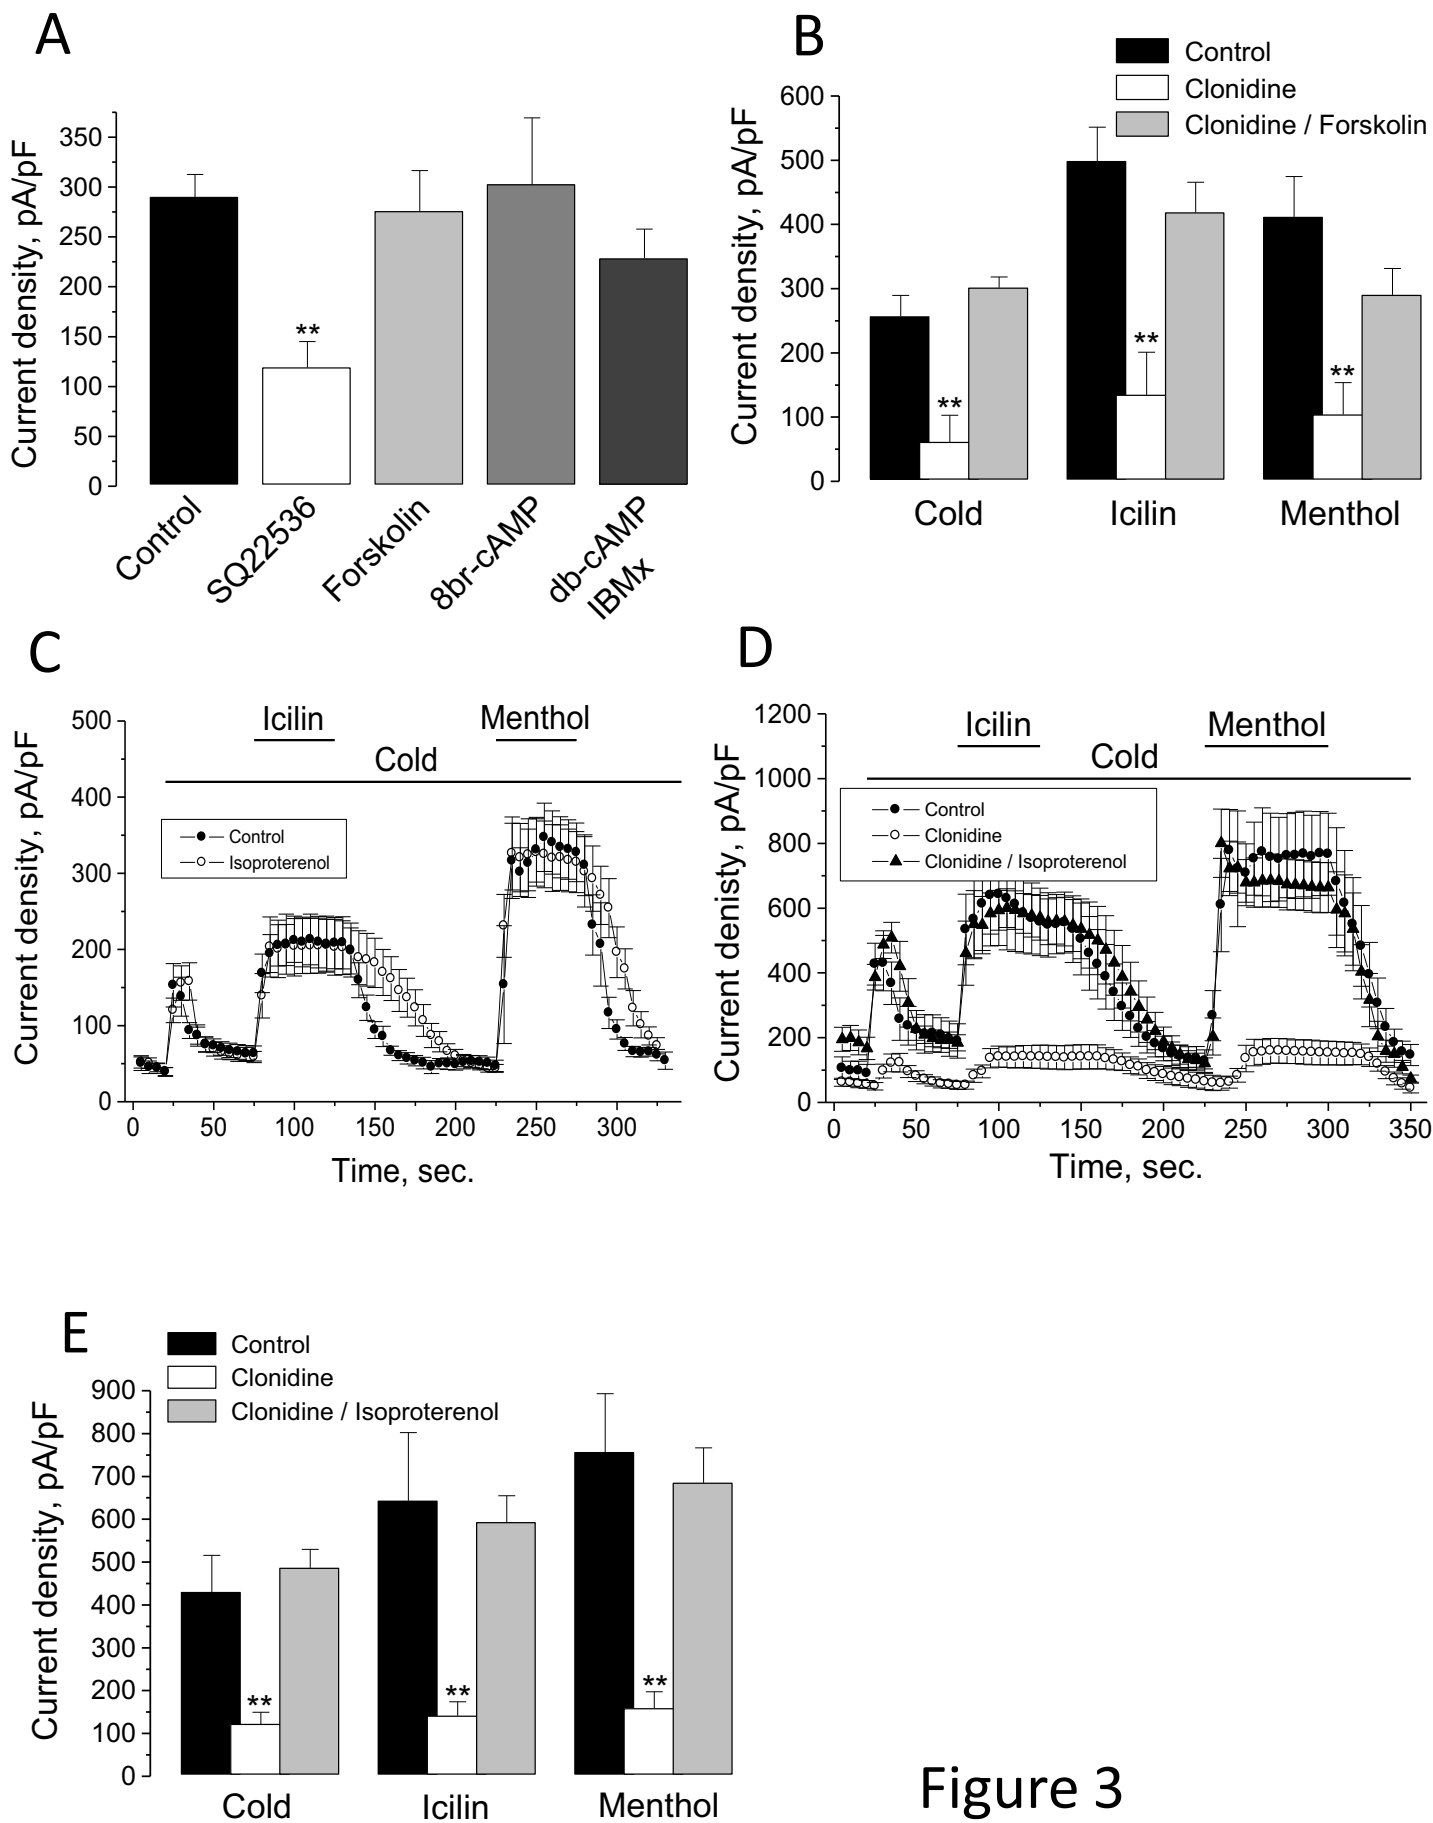 A
Current density, pA/pF
350
300
250
200
150
100
50
0
**
Control
SQ22536
Forskolin
8br-cAMP
db-cAMP
IBMx
B
Control
Clonidine
Clonidine / Forskolin
Current density, pA/pF
600
500
400
300
200
100
0
**
**
**
Cold
Icilin
Menthol
C
Current density, pA/pF
500
400
300
200
100
0
Icilin
Menthol
Cold
Control
Isoproterenol
0 50 100 150 200 250 300
Time, sec.
D
Current denisty, pA/pF
1200
1000
800
600
400
200
0
Icilin
Menthol
Cold
Control
Clonidine
Clonidine / Isoproterenol
0 50 100 150 200 250 300 350
Time, sec.
E
Control
Clonidine
Clonidine / Isoproterenol
Current density, pA/pF
900
800
700
600
500
400
300
200
100
0
**
**
**
Cold
Icilin
Menthol
Figure 3